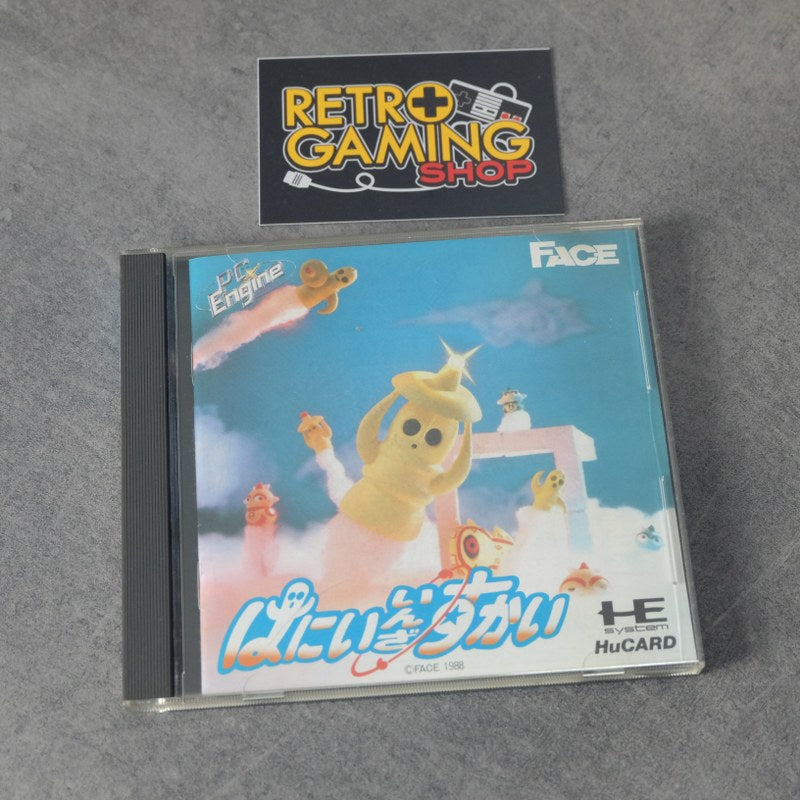 RETRO
GAMING
SHOP
FACE
PC
Engine
ぱにいいんざすかい
©FACE 1988
HE
system
HuCARD